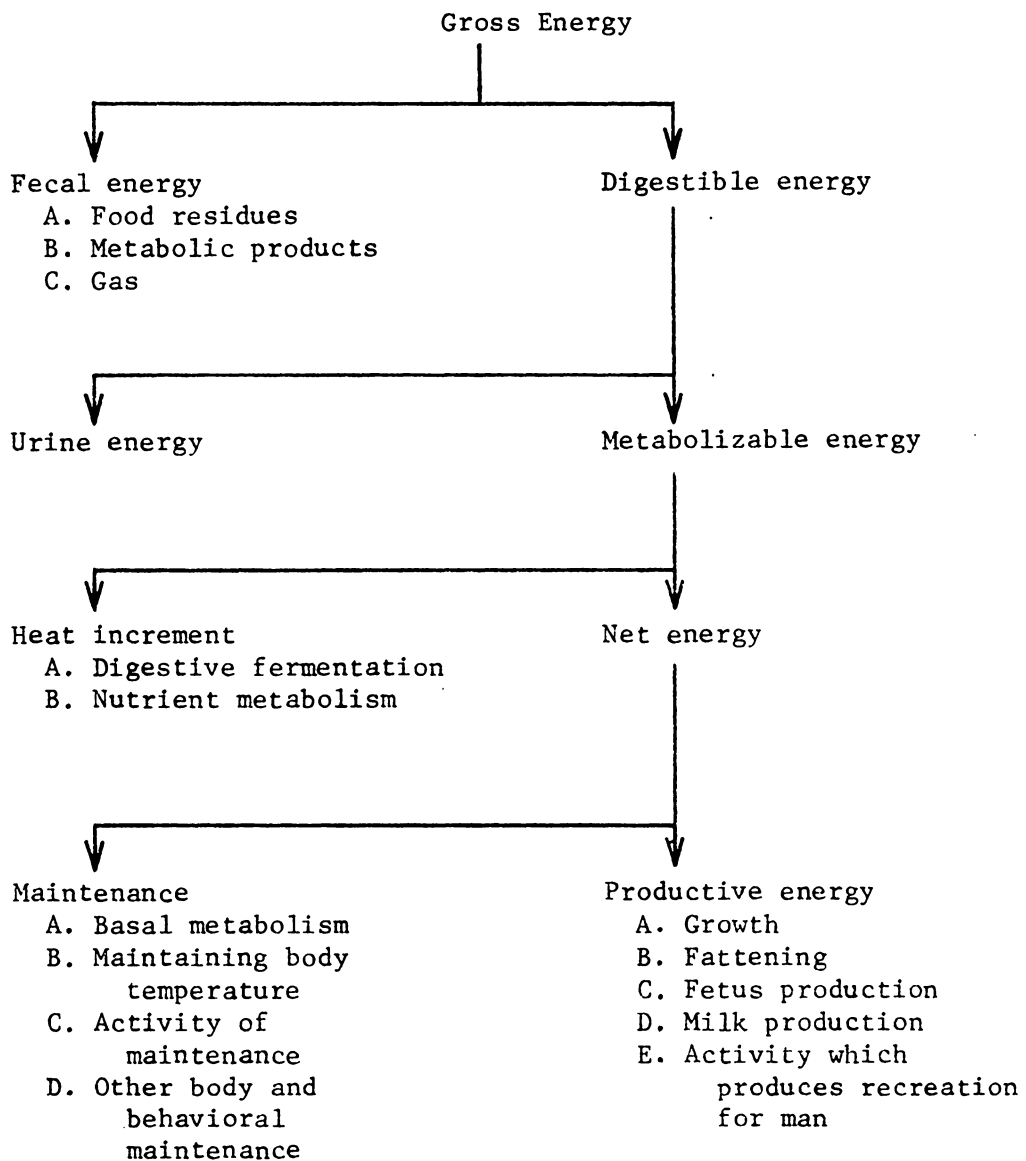 Gross Energy
Fecal energy
A. Food residues
B. Metabolic products
C. Gas
Digestible energy
Urine energy
Metabolizable energy
Heat increment
A. Digestive fermentation
B. Nutrient metabolism
Net energy
Maintenance
A. Basal metabolism
B. Maintaining body
temperature
C. Activity of
maintenance
D. Other body and
behavioral
maintenance
Productive energy
A. Growth
B. Fattening
C. Fetus production
D. Milk production
E. Activity which
produces recreation
for man